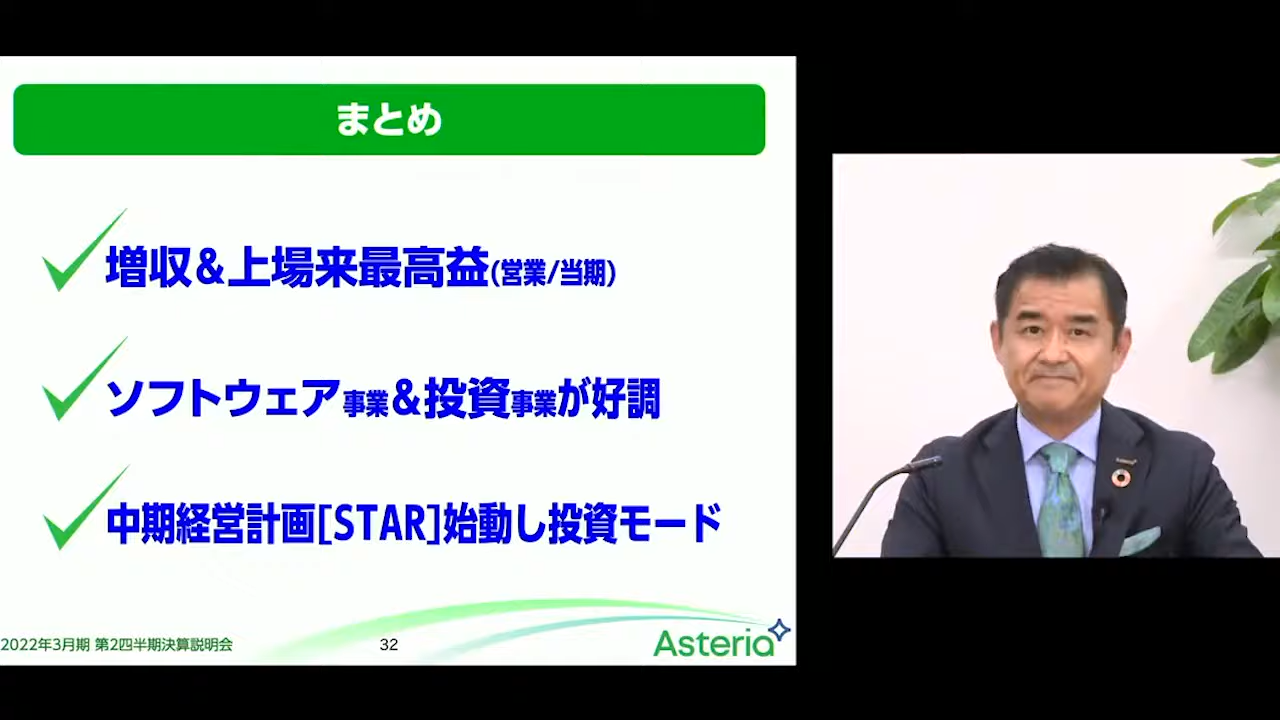 まとめ
増収&上場来最高益(営業/当期)
ソフトウェア事業&投資事業が好調
中期経営計画[STAR]始動し投資モード
2022年3月期 第2四半期決算説明会
32
Asteria